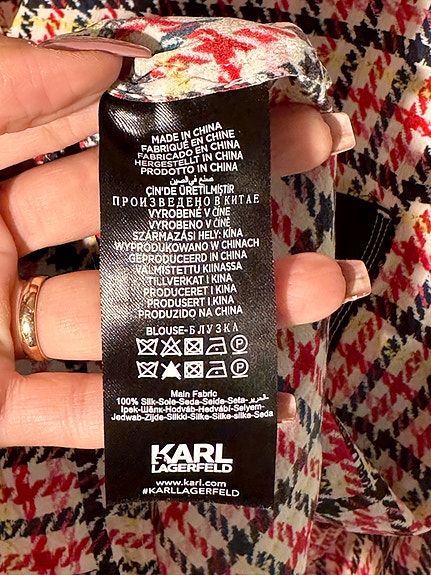 MADE IN CHINA
FABRIQUÉ EN CHINE
FABRICADO EN CHINA
HERGESTELLT IN CHINA
PRODOTTO IN CHINA
صنع في الصين
ÇİN'DE ÜRETİLMİŞTİR
ПРОИЗВЕДЕНО В КИТАЕ
VYROBENÉ V ČÍNE
VYROBENO V ČÍNĚ
SZÁRMAZÁSI HELY: KINA
WYPRODUKOWANO W CHINACH
GEPRODUCEERD IN CHINA
VALMISTETTU KIINASSA
TILLVERKAT I KINA
PRODUCERET I KINA
PRODUSERT I KINA
PRODUZIDO NA CHINA
BLOUSE-БЛУЗКА
Main Fabric
100% Silk-Soie-Seda-Seide-Seta-الحرير-
Ipek-Шёлк-Hodváb-Hedvábí-Selyem-
Jedwab-Zijde-Silkki-Silke-Silke-silke-Seda
KARL
LAGERFELD
www.karl.com
#KARLLAGERFELD